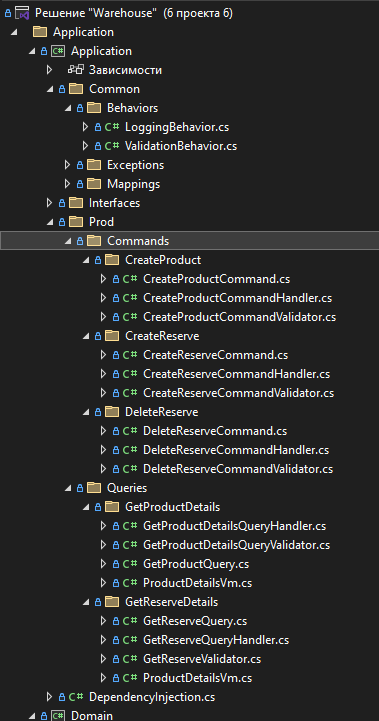 Решение "Warehouse" (6 проекта 6)
Application
C# Application
Зависимости
Common
Behaviors
C# LoggingBehavior.cs
C# ValidationBehavior.cs
Exceptions
Mappings
Interfaces
Prod
Commands
CreateProduct
C# CreateProductCommand.cs
C# CreateProductCommandHandler.cs
C# CreateProductCommandValidator.cs
CreateReserve
C# CreateReserveCommand.cs
C# CreateReserveCommandHandler.cs
C# CreateReserveCommandValidator.cs
DeleteReserve
C# DeleteReserveCommand.cs
C# DeleteReserveCommandHandler.cs
C# DeleteReserveCommandValidator.cs
Queries
GetProductDetails
C# GetProductDetailsQueryHandler.cs
C# GetProductDetailsQueryValidator.cs
C# GetProductQuery.cs
C# ProductDetailsVm.cs
GetReserveDetails
C# GetReserveQuery.cs
C# GetReserveQueryHandler.cs
C# GetReserveValidator.cs
C# ProductDetailsVm.cs
C# DependencyInjection.cs
C# Domain